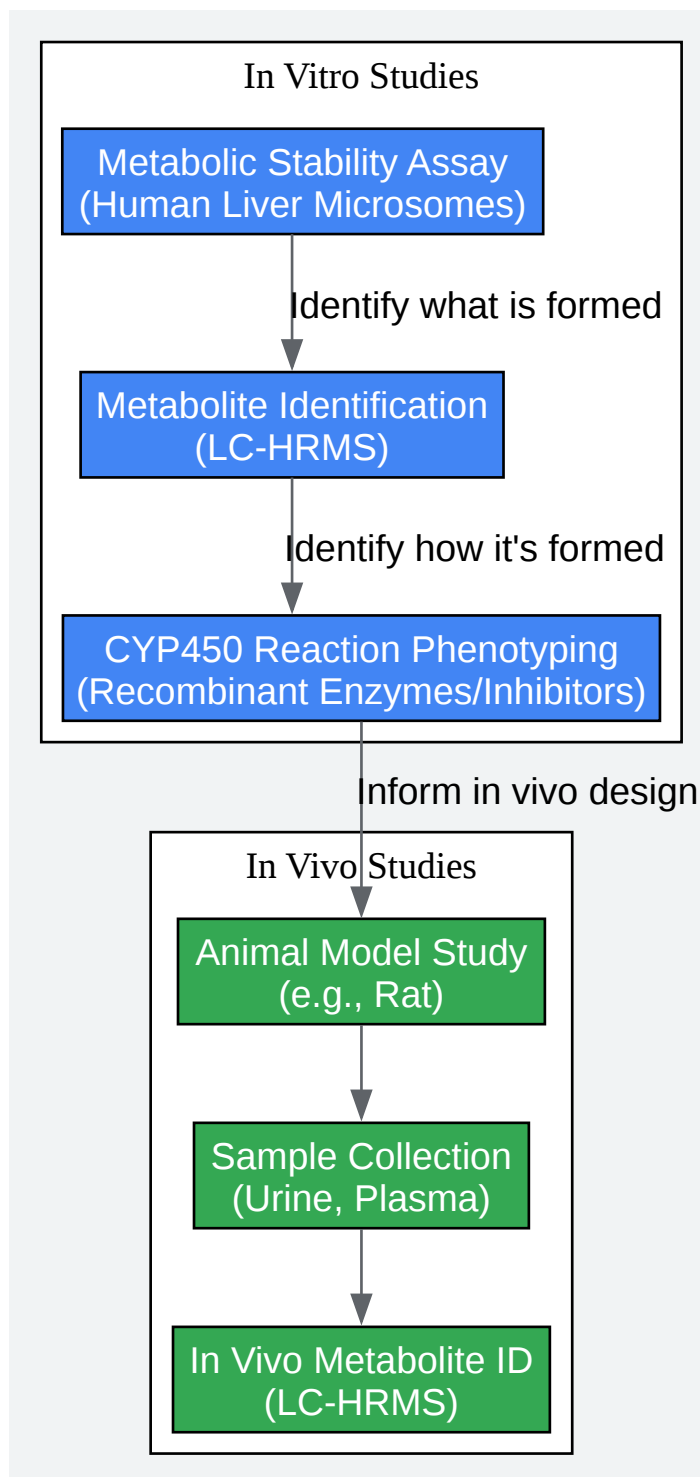 In Vitro Studies
Metabolic Stability Assay
(Human Liver Microsomes)
Identify what is formed
Metabolite Identification
(LC-HRMS)
Identify how it's formed
CYP450 Reaction Phenotyping
(Recombinant Enzymes/Inhibitors)
Inform in vivo design
In Vivo Studies
Animal Model Study
(e.g., Rat)
Sample Collection
(Urine, Plasma)
In Vivo Metabolite ID
(LC-HRMS)